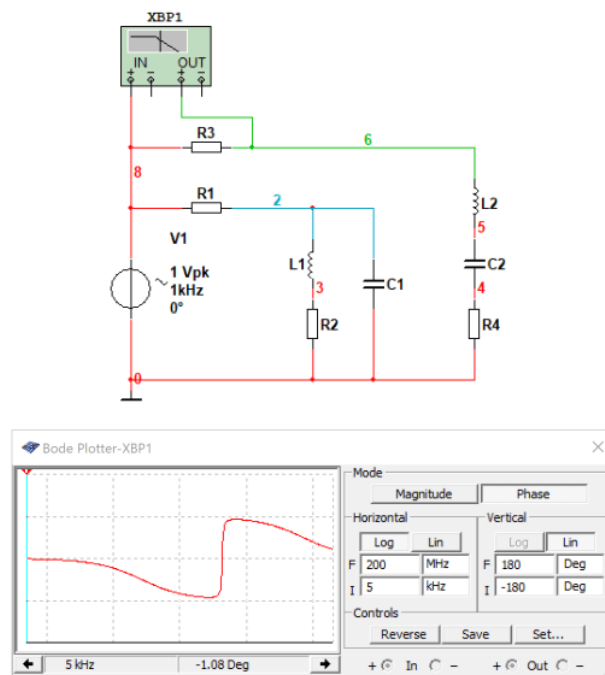 XBP1
IN OUT
+ - + -
R3
6
8
R1
2
L2
5
V1
L1
C2
1 Vpk
1kHz
0°
3
C1
4
R2
R4
0
Bode Plotter-XBP1
Mode
Magnitude Phase
Horizontal Vertical
Log Lin Log Lin
F 200 MHz F 180 Deg
I 5 kHz I -180 Deg
Controls
Reverse Save Set...
5 kHz -1.08 Deg
+ In - + Out -